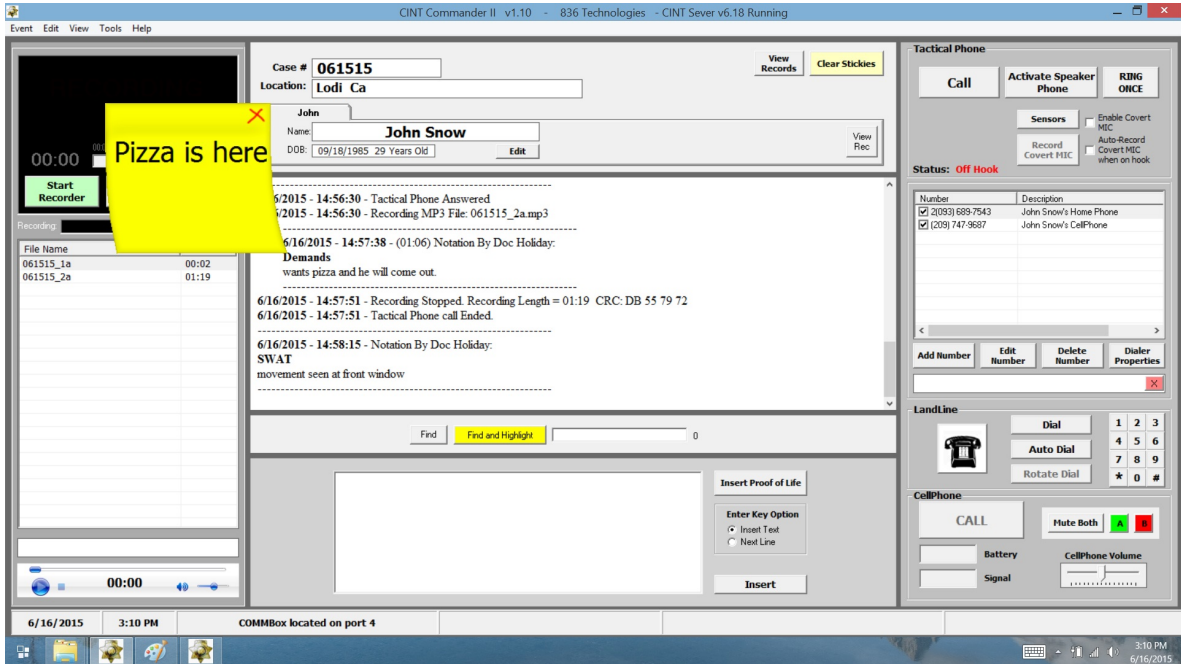 CINT Commander II v1.10 - 836 Technologies - CINT Sever v6.18 Running
Event Edit View Tools Help
00:00
Start
Recorder
Recording:
File Name
061515_1a 00:02
061515_2a 01:19
00:00
Pizza is here
Case # 061515
Location: Lodi Ca
View
Records
Clear Stickies
John
Name: John Snow
DOB: 09/18/1985 29 Years Old
Edit
View
Rec
6/2015 - 14:56:30 - Tactical Phone Answered
6/2015 - 14:56:30 - Recording MP3 File: 061515_2a.mp3
6/16/2015 - 14:57:38 - (01:06) Notation By Doc Holiday:
Demands
wants pizza and he will come out.
6/16/2015 - 14:57:51 - Recording Stopped. Recording Length = 01:19 CRC: DB 55 79 72
6/16/2015 - 14:57:51 - Tactical Phone call Ended.
6/16/2015 - 14:58:15 - Notation By Doc Holiday:
SWAT
movement seen at front window
Find
Find and Highlight
0
Insert Proof of Life
Enter Key Option
Insert Text
Next Line
Insert
Tactical Phone
Call
Activate Speaker
Phone
RING
ONCE
Sensors
Enable Covert
MIC
Record
Covert MIC
Auto-Record
Covert MIC
when on hook
Status: Off Hook
Number Description
2(093) 689-7543 John Snow's Home Phone
(209) 747-9687 John Snow's CellPhone
Add Number
Edit
Number
Delete
Number
Dialer
Properties
X
LandLine
Dial
Auto Dial
Rotate Dial
1 2 3
4 5 6
7 8 9
* 0 #
CellPhone
CALL
Mute Both
A
B
Battery
Signal
CellPhone Volume
6/16/2015 3:10 PM COMMBox located on port 4
3:10 PM
6/16/2015